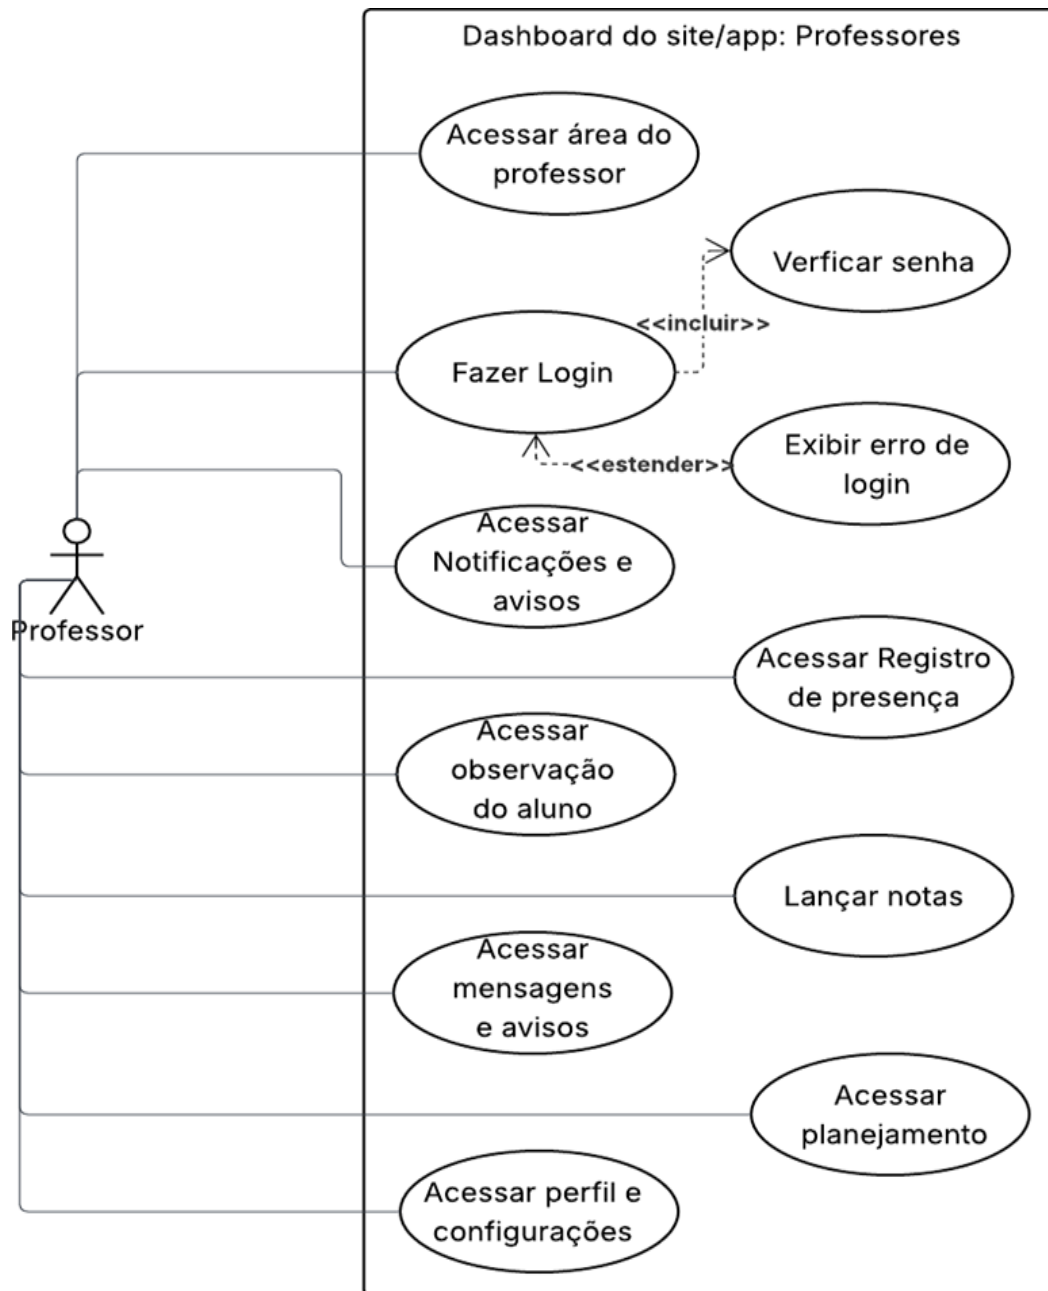 Dashboard do site/app: Professores
Acessar área do
professor
Verficar senha
<<incluir>>
Fazer Login
Exibir erro de
login
<<estender>>
Acessar
Notificações e
avisos
Professor
Acessar Registro
de presença
Acessar
observação
do aluno
Lançar notas
Acessar
mensagens
e avisos
Acessar
planejamento
Acessar perfil e
configurações